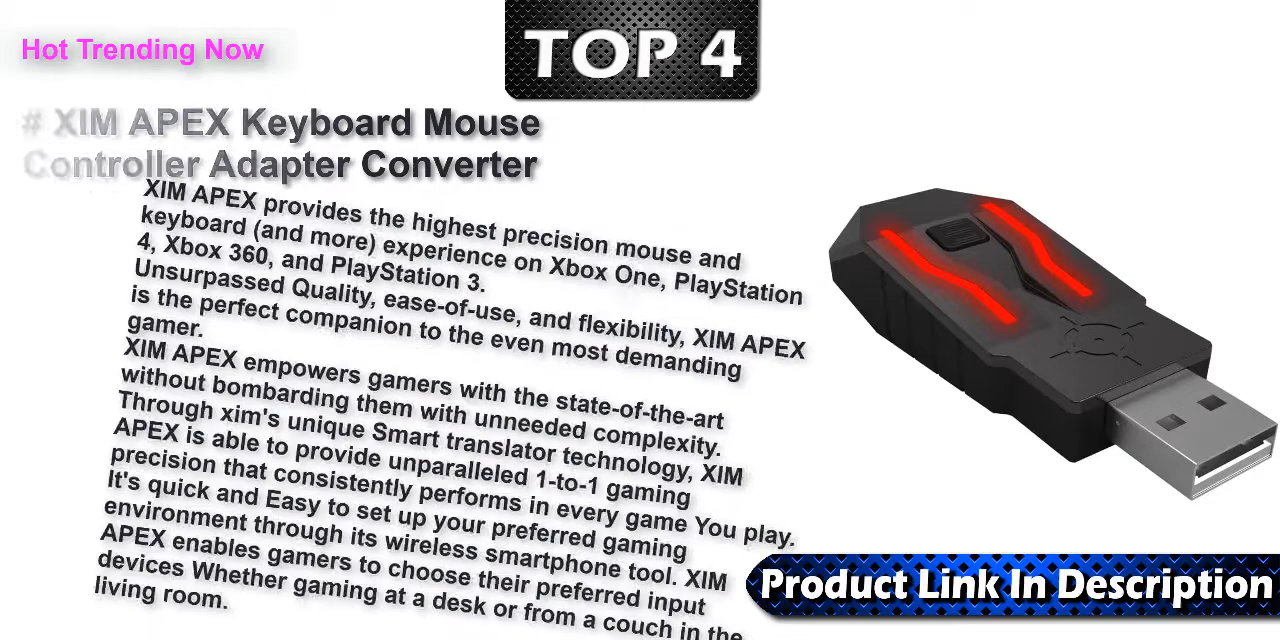 TOP 4
Hot Trending Now
# XIM APEX Keyboard Mouse
Controller Adapter Converter
XIM APEX provides the highest precision mouse and
keyboard (and more) experience on Xbox One, PlayStation
4, Xbox 360, and PlayStation 3.
Unsurpassed Quality, ease-of-use, and flexibility, XIM APEX
is the perfect companion to the even most demanding
gamer.
XIM APEX empowers gamers with the state-of-the-art
without bombarding them with unneeded complexity.
Through xim's unique Smart translator technology, XIM
APEX is able to provide unparalleled 1-to-1 gaming
precision that consistently performs in every game You play.
It's quick and Easy to set up your preferred gaming
environment through its wireless smartphone tool. XIM
APEX enables gamers to choose their preferred input
devices Whether gaming at a desk or from a couch in the
living room.
Product Link In Description